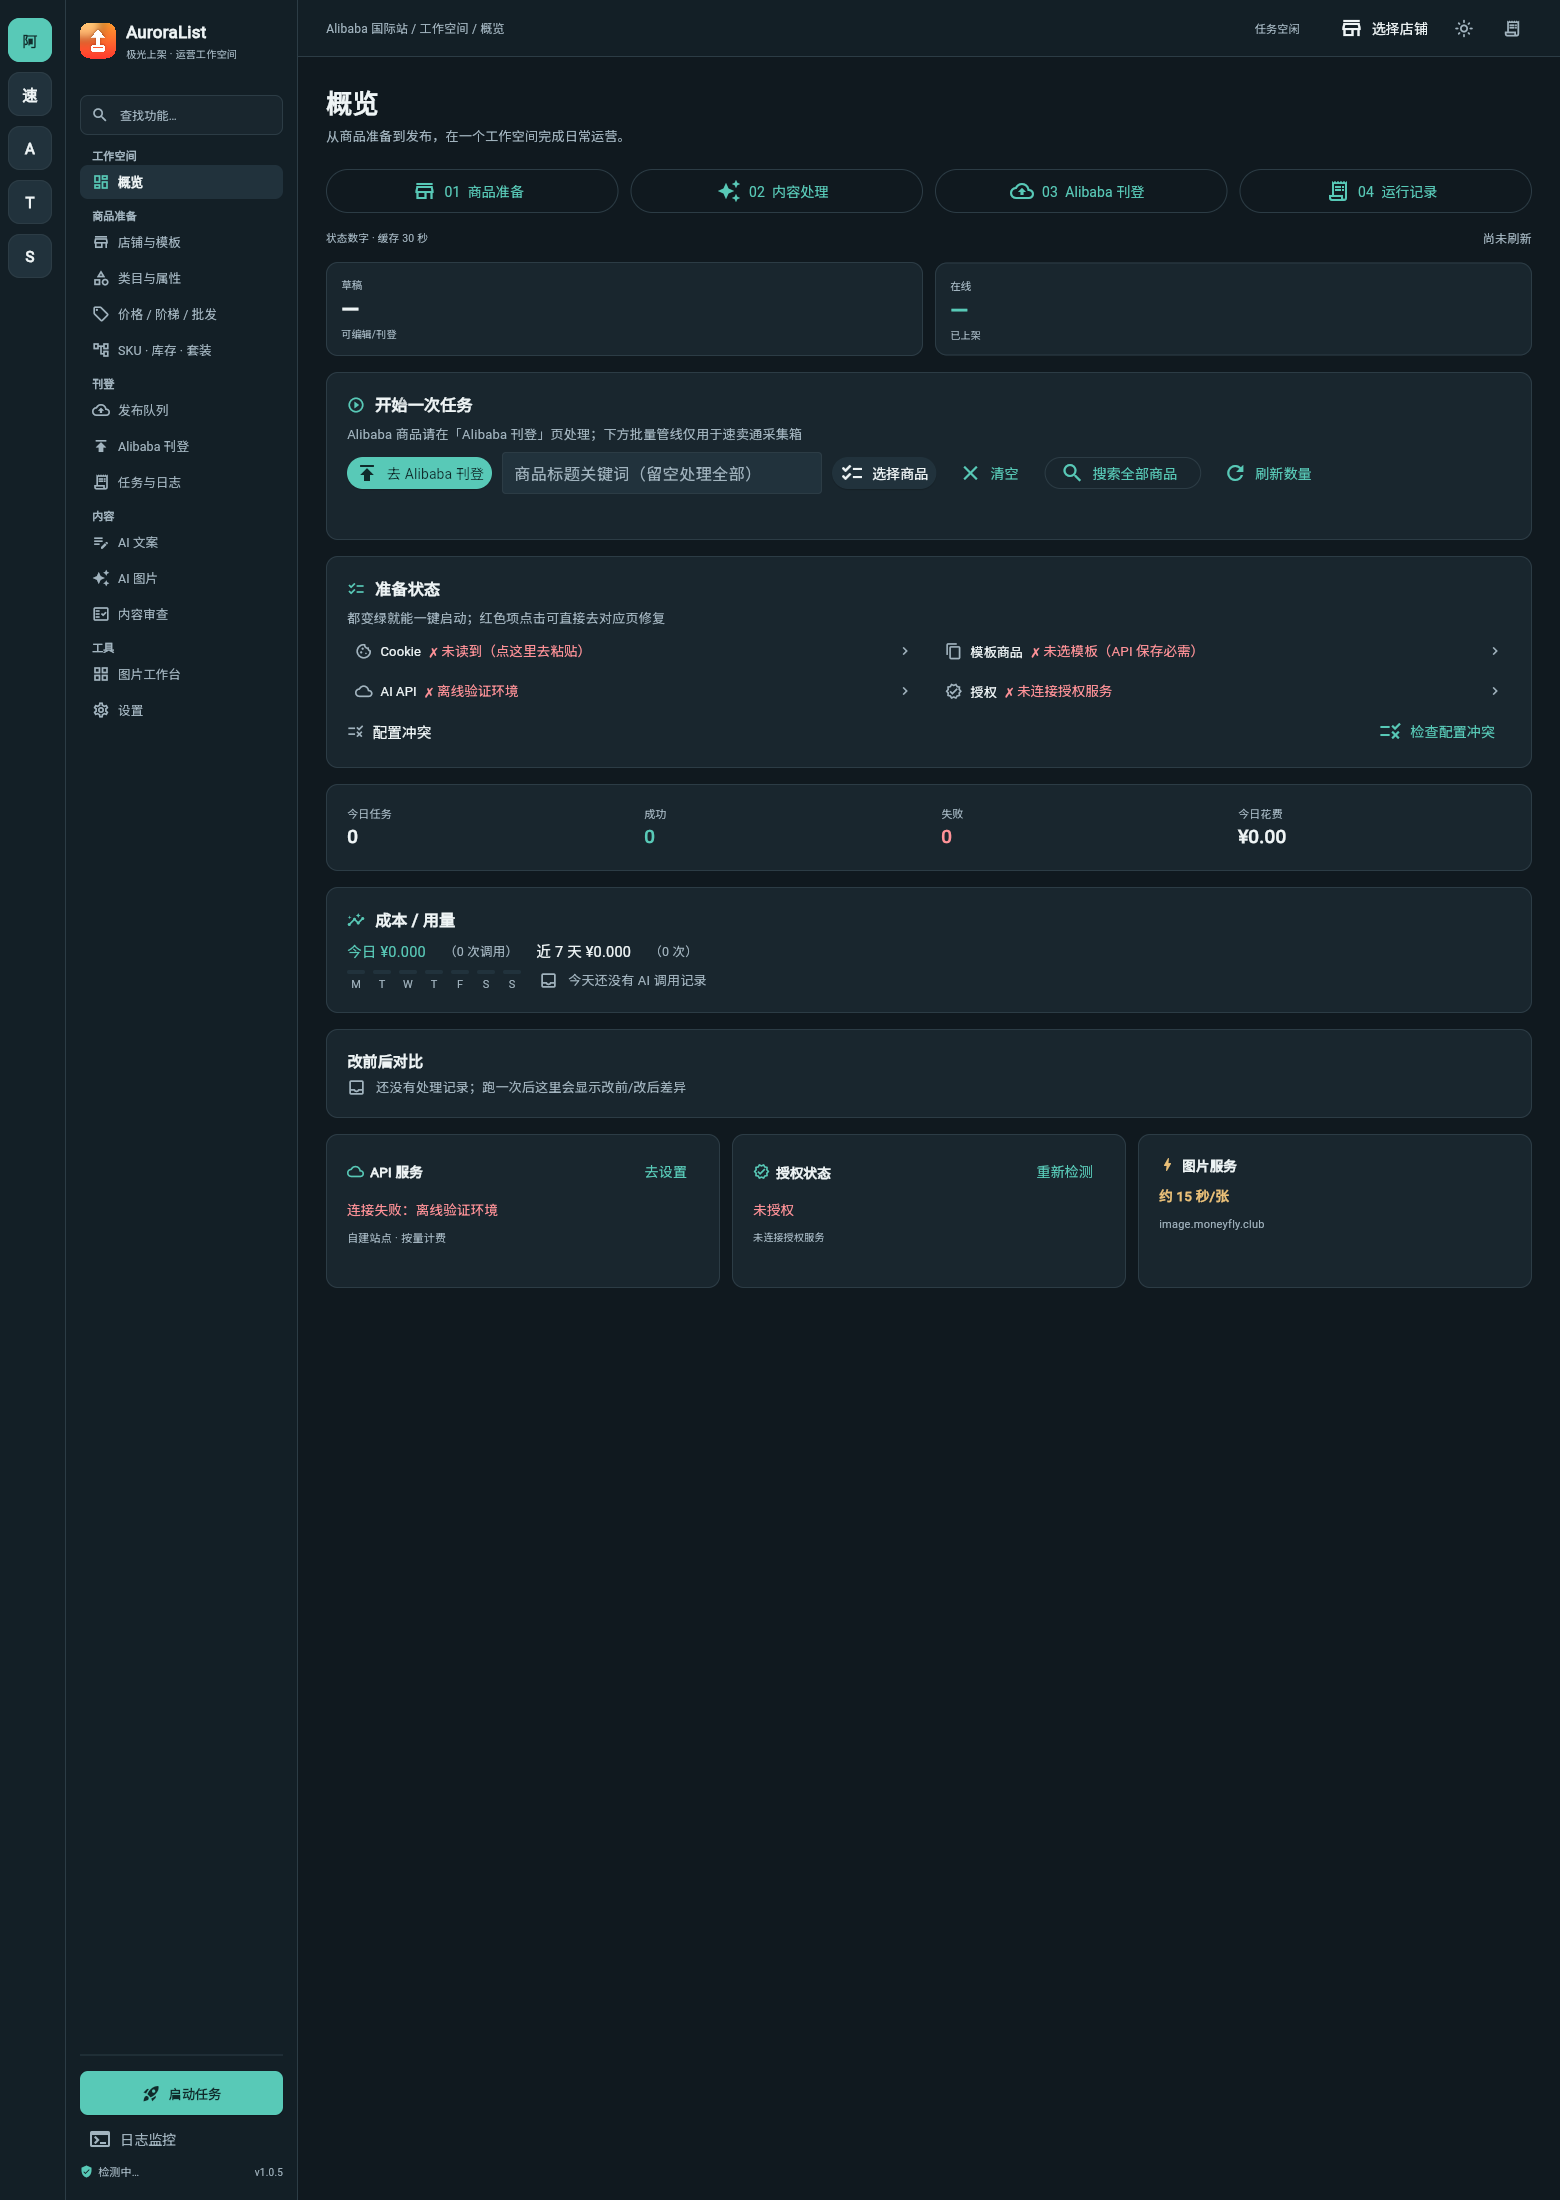 阿
速
A
T
S
AuroraList
极光上架 · 运营工作空间
查找功能...
工作空间
概览
商品准备
店铺与模板
类目与属性
价格 / 阶梯 / 批发
SKU · 库存 · 套装
刊登
发布队列
Alibaba 刊登
任务与日志
内容
AI 文案
AI 图片
内容审查
工具
图片工作台
设置
启动任务
日志监控
检测中... v1.0.5
Alibaba 国际站 / 工作空间 / 概览 任务空闲 选择店铺
概览
从商品准备到发布，在一个工作空间完成日常运营。
01 商品准备 02 内容处理 03 Alibaba 刊登 04 运行记录
状态数字 · 缓存 30 秒 尚未刷新
草稿 在线
— —
可编辑/刊登 已上架
开始一次任务
Alibaba 商品请在「Alibaba 刊登」页处理；下方批量管线仅用于速卖通采集箱
去 Alibaba 刊登 商品标题关键词（留空处理全部） 选择商品 清空 搜索全部商品 刷新数量
准备状态
都变绿就能一键启动；红色项点击可直接去对应页修复
Cookie ✗ 未读到（点这里去粘贴） 模板商品 ✗ 未选模板（API 保存必需）
AI API ✗ 离线验证环境 授权 ✗ 未连接授权服务
配置冲突 检查配置冲突
今日任务 成功 失败 今日花费
0 0 0 ¥0.00
成本 / 用量
今日 ¥0.000 （0 次调用） 近 7 天 ¥0.000 （0 次）
M T W T F S S 今天还没有 AI 调用记录
改前后对比
还没有处理记录；跑一次后这里会显示改前/改后差异
API 服务 去设置
连接失败：离线验证环境
自建站点 · 按量计费
授权状态 重新检测
未授权
未连接授权服务
图片服务
约 15 秒/张
image.moneyfly.club